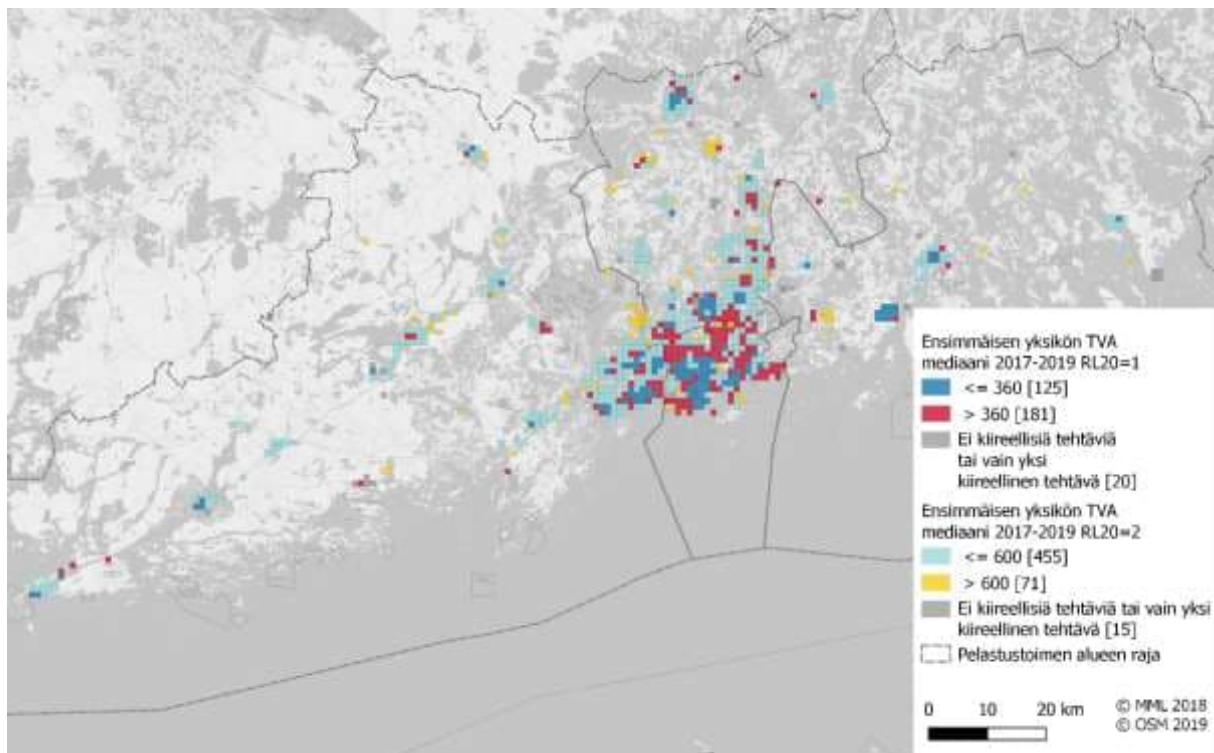 Ensimmäisen yksikön TVA
mediaani 2017-2019 RL20=1
<= 360 [125]
> 360 [181]
Ei kiireellisiä tehtäviä
tai vain yksi
kiireellinen tehtävä [20]
Ensimmäisen yksikön TVA
mediaani 2017-2019 RL20=2
<= 600 [455]
> 600 [71]
Ei kiireellisiä tehtäviä tai vain yksi
kiireellinen tehtävä [15]
Pelastustoimen alueen raja
0 10 20 km
© MML 2018
© OSM 2019